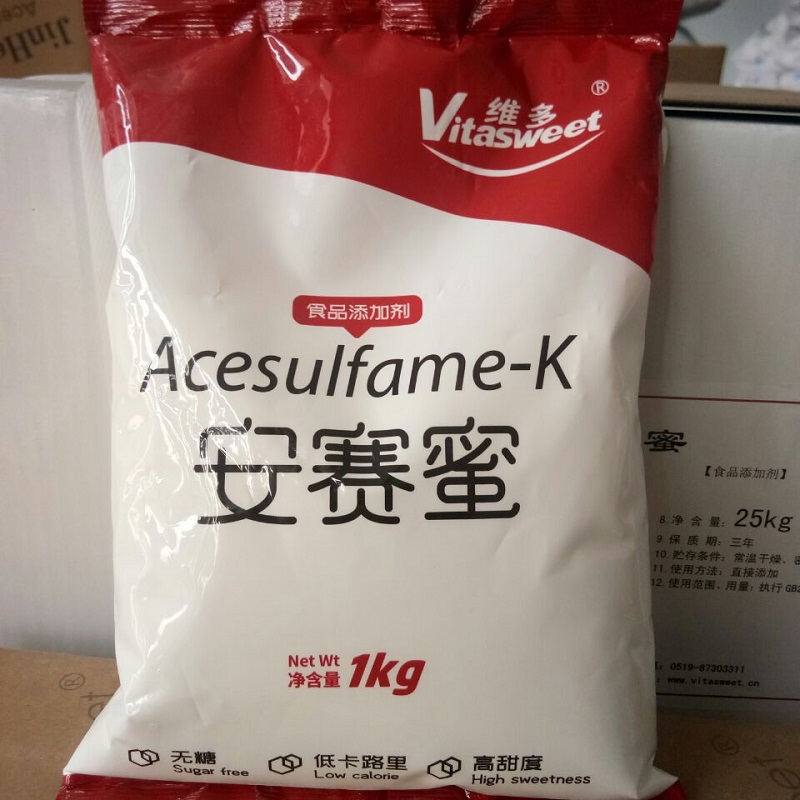 JinHe
维多®
Vitasweet
食品添加剂
Acesulfame-K
安赛蜜
Net Wt
净含量 1kg
无糖
Sugar free
低卡路里
Low calorie
高甜度
High sweetness
蜜
【食品添加剂】
8.净 含 量: 25kg
9.保 质 期: 三年
10.贮存条件: 常温干燥、
11.使用方法: 直接添加
12.使用范围、用量: 执行
0519-87303311
www.vitasweet.cn
®